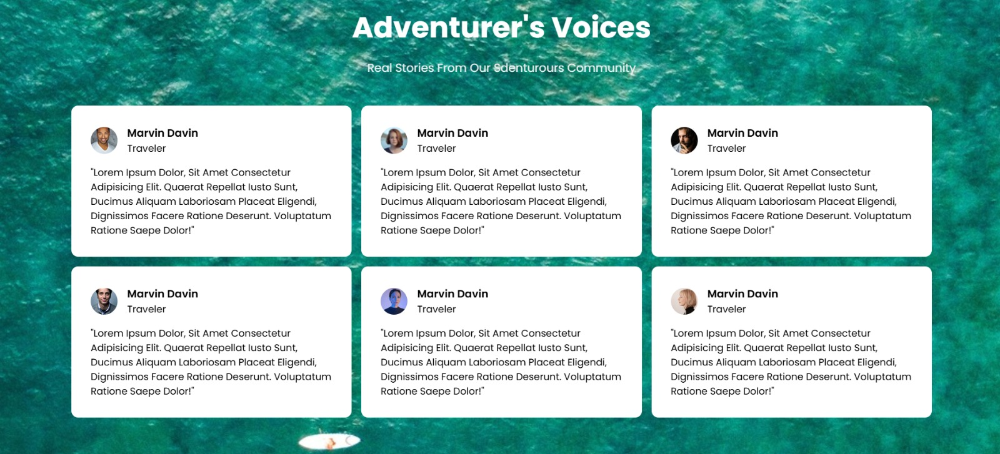 Adventurer's Voices
Real Stories From Our Sdenturours Community
Marvin Davin
Traveler
"Lorem Ipsum Dolor, Sit Amet Consectetur
Adipisicing Elit. Quaerat Repellat Iusto Sunt,
Ducimus Aliquam Laboriosam Placeat Eligendi,
Dignissimos Facere Ratione Deserunt. Voluptatum
Ratione Saepe Dolor!"
Marvin Davin
Traveler
"Lorem Ipsum Dolor, Sit Amet Consectetur
Adipisicing Elit. Quaerat Repellat Iusto Sunt,
Ducimus Aliquam Laboriosam Placeat Eligendi,
Dignissimos Facere Ratione Deserunt. Voluptatum
Ratione Saepe Dolor!"
Marvin Davin
Traveler
"Lorem Ipsum Dolor, Sit Amet Consectetur
Adipisicing Elit. Quaerat Repellat Iusto Sunt,
Ducimus Aliquam Laboriosam Placeat Eligendi,
Dignissimos Facere Ratione Deserunt. Voluptatum
Ratione Saepe Dolor!"
Marvin Davin
Traveler
"Lorem Ipsum Dolor, Sit Amet Consectetur
Adipisicing Elit. Quaerat Repellat Iusto Sunt,
Ducimus Aliquam Laboriosam Placeat Eligendi,
Dignissimos Facere Ratione Deserunt. Voluptatum
Ratione Saepe Dolor!"
Marvin Davin
Traveler
"Lorem Ipsum Dolor, Sit Amet Consectetur
Adipisicing Elit. Quaerat Repellat Iusto Sunt,
Ducimus Aliquam Laboriosam Placeat Eligendi,
Dignissimos Facere Ratione Deserunt. Voluptatum
Ratione Saepe Dolor!"
Marvin Davin
Traveler
"Lorem Ipsum Dolor, Sit Amet Consectetur
Adipisicing Elit. Quaerat Repellat Iusto Sunt,
Ducimus Aliquam Laboriosam Placeat Eligendi,
Dignissimos Facere Ratione Deserunt. Voluptatum
Ratione Saepe Dolor!"